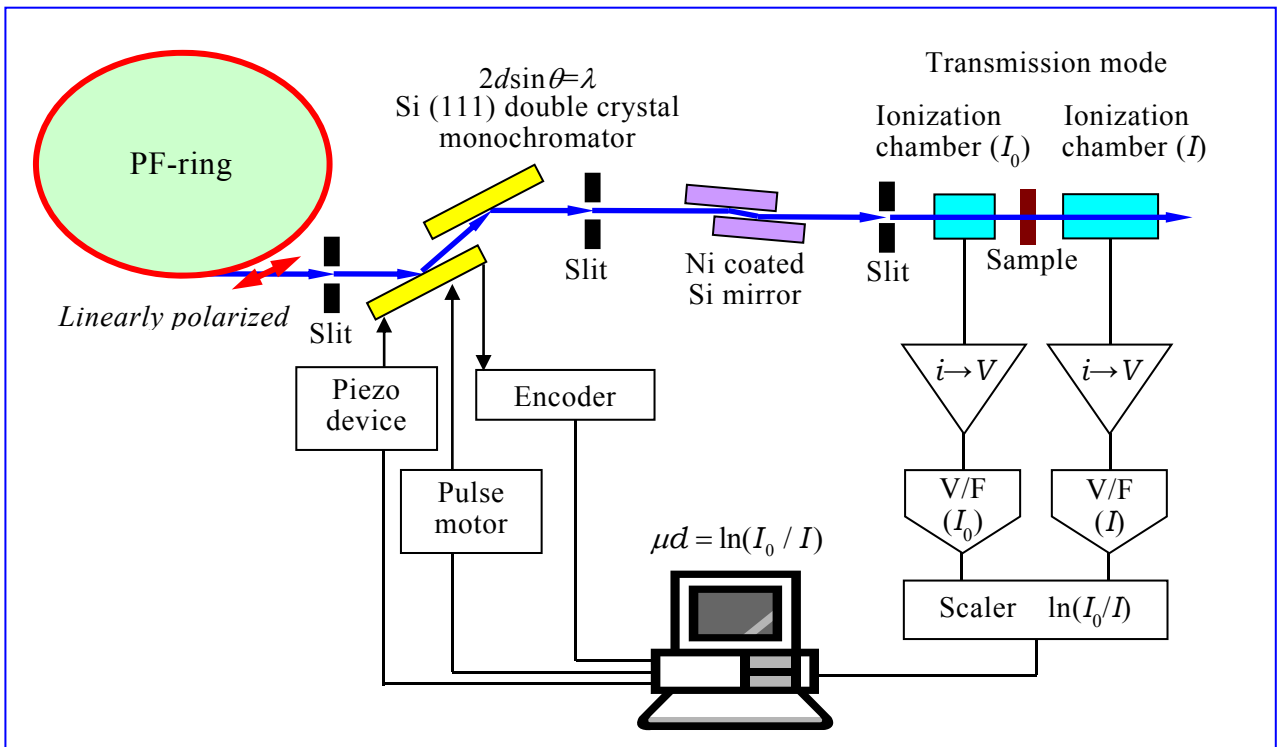 PF-ring
Linearly polarized
Slit
2dsinθ=λ
Si (111) double crystal
monochromator
Slit
Ni coated
Si mirror
Slit
Transmission mode
Ionization
chamber (I₀)
Ionization
chamber (I)
Sample
Piezo
device
Pulse
motor
Encoder
i→V
i→V
V/F
(I₀)
V/F
(I)
Scaler ln(I₀/I)
μd = ln(I₀ / I)